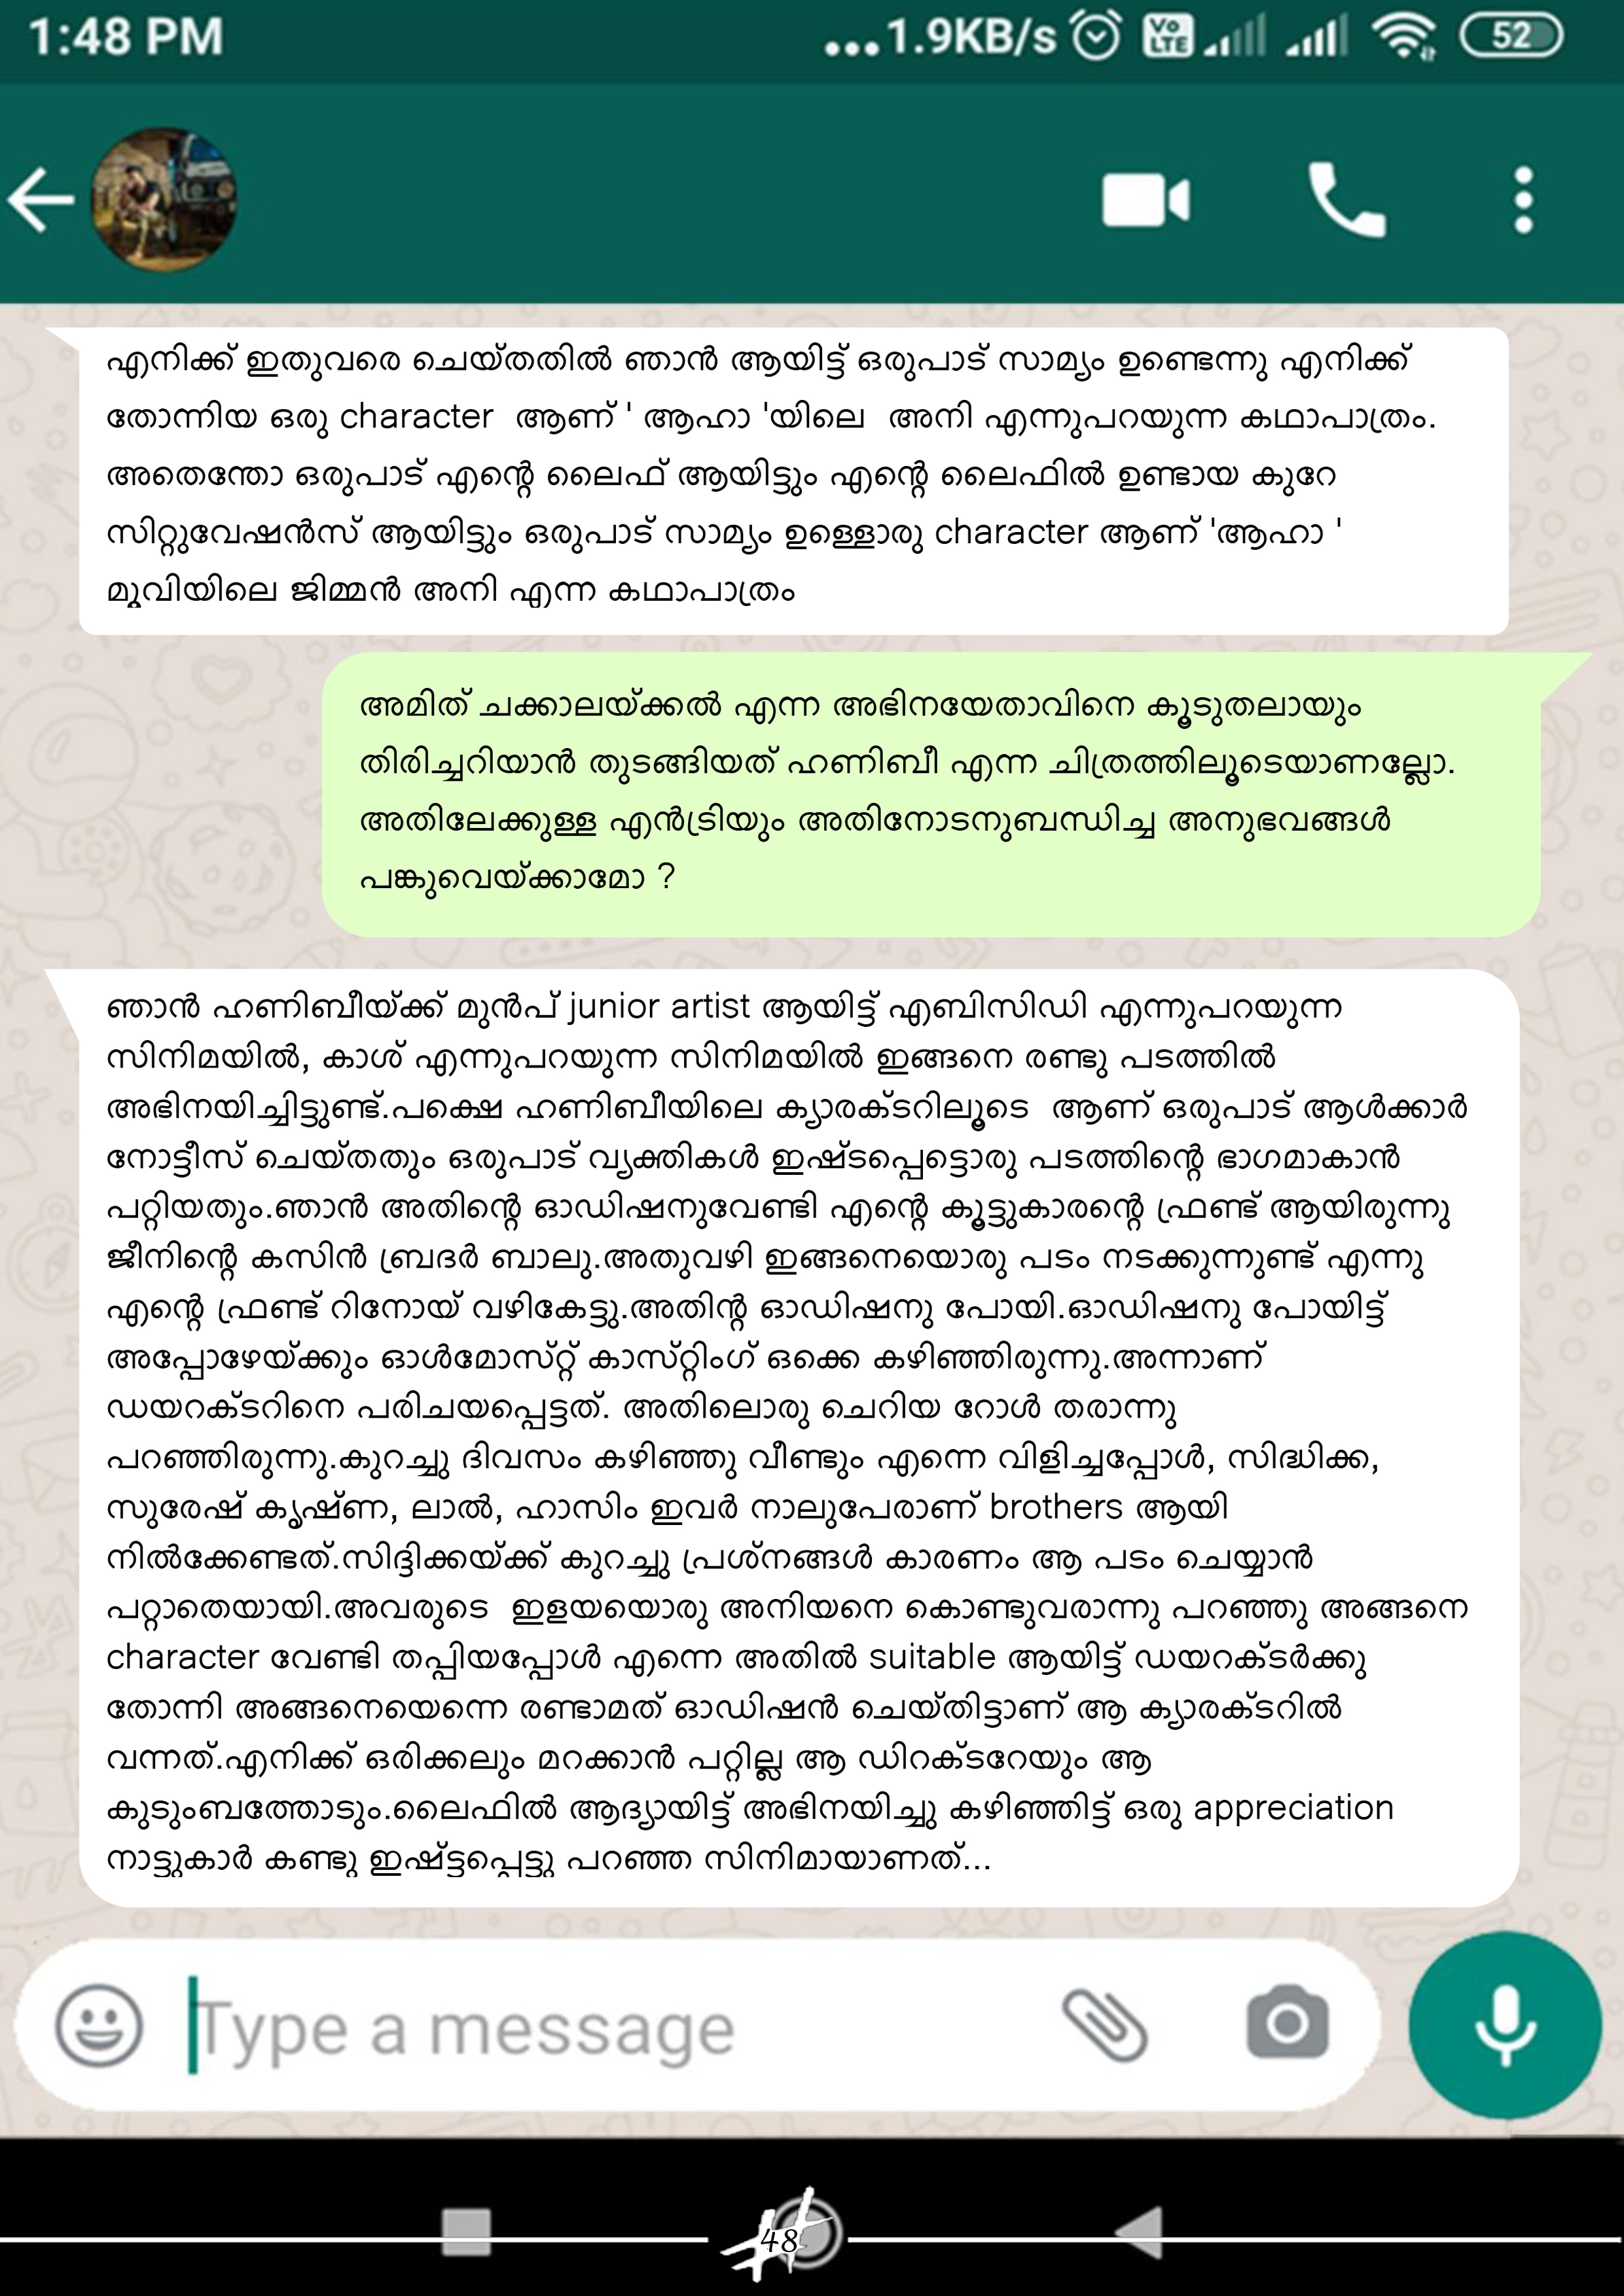 1:48 PM
...1.9KB/s
Vo LTE
52
എനിക്ക് ഇതുവരെ ചെയ്തതിൽ ഞാൻ ആയിട്ട് ഒരുപാട് സാമ്യം ഉണ്ടെന്നു എനിക്ക്
തോന്നിയ ഒരു character ആണ് ' ആഹാ 'യിലെ അനി എന്നുപറയുന്ന കഥാപാത്രം.
അതെന്തോ ഒരുപാട് എന്റെ ലൈഫ് ആയിട്ടും എന്റെ ലൈഫിൽ ഉണ്ടായ കുറേ
സിറ്റുവേഷൻസ് ആയിട്ടും ഒരുപാട് സാമ്യം ഉള്ളൊരു character ആണ് 'ആഹാ '
മൂവിയിലെ ജിമ്മൻ അനി എന്ന കഥാപാത്രം
അമിത് ചക്കാലയ്ക്കൽ എന്ന അഭിനയേതാവിനെ കൂടുതലായും
തിരിച്ചറിയാൻ തുടങ്ങിയത് ഹണിബീ എന്ന ചിത്രത്തിലൂടെയാണല്ലോ.
അതിലേക്കുള്ള എൻട്രിയും അതിനോടനുബന്ധിച്ച അനുഭവങ്ങൾ
പങ്കുവെയ്ക്കാമോ ?
ഞാൻ ഹണിബീയ്ക്ക് മുൻപ് junior artist ആയിട്ട് എബിസിഡി എന്നുപറയുന്ന
സിനിമയിൽ, കാശ് എന്നുപറയുന്ന സിനിമയിൽ ഇങ്ങനെ രണ്ടു പടത്തിൽ
അഭിനയിച്ചിട്ടുണ്ട്.പക്ഷെ ഹണിബീയിലെ ക്യാരക്ടറിലൂടെ ആണ് ഒരുപാട് ആൾക്കാർ
നോട്ടീസ് ചെയ്തതും ഒരുപാട് വ്യക്തികൾ ഇഷ്ടപ്പെട്ടൊരു പടത്തിന്റെ ഭാഗമാകാൻ
പറ്റിയതും.ഞാൻ അതിന്റെ ഓഡിഷനുവേണ്ടി എന്റെ കൂട്ടുകാരന്റെ ഫ്രണ്ട് ആയിരുന്നു
ജീനിന്റെ കസിൻ ബ്രദർ ബാലു.അതുവഴി ഇങ്ങനെയൊരു പടം നടക്കുന്നുണ്ട് എന്നു
എന്റെ ഫ്രണ്ട് റിനോയ് വഴികേട്ടു.അതിന്റ ഓഡിഷനു പോയി.ഓഡിഷനു പോയിട്ട്
അപ്പോഴേയ്ക്കും ഓൾമോസ്റ്റ് കാസ്റ്റിംഗ് ഒക്കെ കഴിഞ്ഞിരുന്നു.അന്നാണ്
ഡയറക്ടറിനെ പരിചയപ്പെട്ടത്. അതിലൊരു ചെറിയ റോൾ തരാന്നു
പറഞ്ഞിരുന്നു.കുറച്ചു ദിവസം കഴിഞ്ഞു വീണ്ടും എന്നെ വിളിച്ചപ്പോൾ, സിദ്ധിക്ക,
സുരേഷ് കൃഷ്ണ, ലാൽ, ഹാസിം ഇവർ നാലുപേരാണ് brothers ആയി
നിൽക്കേണ്ടത്.സിദ്ദിക്കയ്ക്ക് കുറച്ചു പ്രശ്നങ്ങൾ കാരണം ആ പടം ചെയ്യാൻ
പറ്റാതെയായി.അവരുടെ ഇളയയൊരു അനിയനെ കൊണ്ടുവരാന്നു പറഞ്ഞു അങ്ങനെ
character വേണ്ടി തപ്പിയപ്പോൾ എന്നെ അതിൽ suitable ആയിട്ട് ഡയറക്ടർക്കു
തോന്നി അങ്ങനെയെന്നെ രണ്ടാമത് ഓഡിഷൻ ചെയ്തിട്ടാണ് ആ ക്യാരക്ടറിൽ
വന്നത്.എനിക്ക് ഒരിക്കലും മറക്കാൻ പറ്റില്ല ആ ഡിറക്ടറേയും ആ
കുടുംബത്തോടും.ലൈഫിൽ ആദ്യായിട്ട് അഭിനയിച്ചു കഴിഞ്ഞിട്ട് ഒരു appreciation
നാട്ടുകാർ കണ്ടു ഇഷ്ട്ടപ്പെട്ടു പറഞ്ഞ സിനിമായാണത്...
Type a message
48